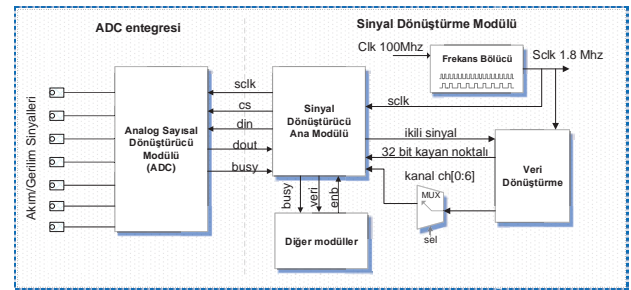 ADC entegresi
Sinyal Dönüştürme Modülü
Clk 100Mhz
Frekans Bölücü
Sclk 1.8 Mhz
Akım/Gerilim Sinyalleri
Analog Sayısal
Dönüştürücü
Modülü
(ADC)
sclk
cs
din
dout
busy
Sinyal
Dönüştürücü
Ana Modülü
sclk
ikili sinyal
32 bit kayan noktalı
kanal ch[0:6]
Veri
Dönüştürme
MUX
sel
busy
veri
enb
Diğer modüller